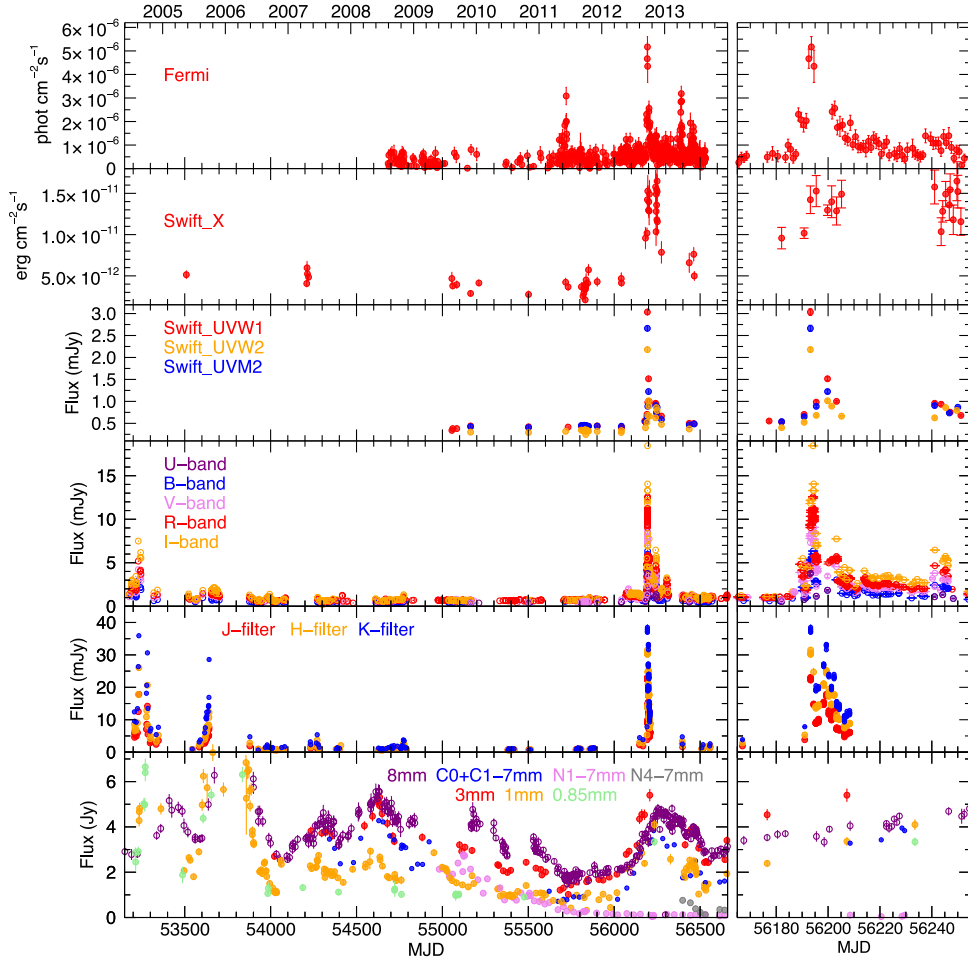 2005 2006 2007 2008 2009 2010 2011 2012 2013
6× 10⁻⁶
5× 10⁻⁶
4× 10⁻⁶
3× 10⁻⁶
2× 10⁻⁶
1× 10⁻⁶
0
phot cm⁻²s⁻¹
Fermi
1.5× 10⁻¹¹
1.0× 10⁻¹¹
5.0× 10⁻¹²
erg cm⁻²s⁻¹
Swift_X
3.0
2.5
2.0
1.5
1.0
0.5
Flux (mJy)
Swift_UVW1
Swift_UVW2
Swift_UVM2
15
10
5
0
Flux (mJy)
U−band
B−band
V−band
R−band
I−band
40
30
20
10
0
Flux (mJy)
J−filter H−filter K−filter
6
4
2
0
Flux (Jy)
8mm C0+C1−7mm N1−7mm N4−7mm
3mm 1mm 0.85mm
53500 54000 54500 55000 55500 56000 56500
MJD
56180 56200 56220 56240
MJD